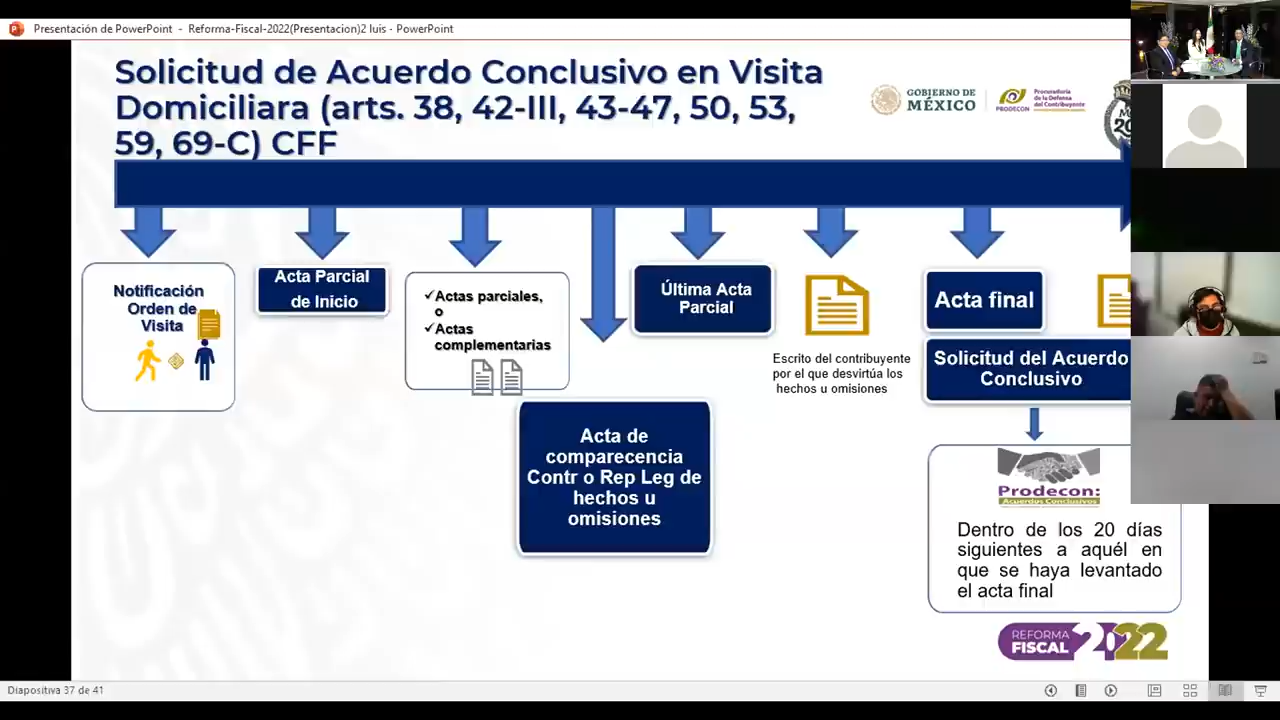 Presentación de PowerPoint - Reforma-Fiscal-2022(Presentacion)2 luis - PowerPoint
Solicitud de Acuerdo Conclusivo en Visita
Domiciliara (arts. 38, 42-III, 43-47, 50, 53,
59, 69-C) CFF
GOBIERNO DE
MÉXICO
PRODECON
Procuraduría
de la Defensa
del Contribuyente
Notificación
Orden de
Visita
Acta Parcial
de Inicio
✓Actas parciales,
o
✓Actas
complementarias
Acta de
comparecencia
Contr o Rep Leg de
hechos u
omisiones
Última Acta
Parcial
Escrito del contribuyente
por el que desvirtúa los
hechos u omisiones
Acta final
Solicitud del Acuerdo
Conclusivo
Prodecon:
Acuerdos Conclusivos
Dentro de los 20 días
siguientes a aquél en
que se haya levantado
el acta final
REFORMA
FISCAL 2022
Diapositiva 37 de 41